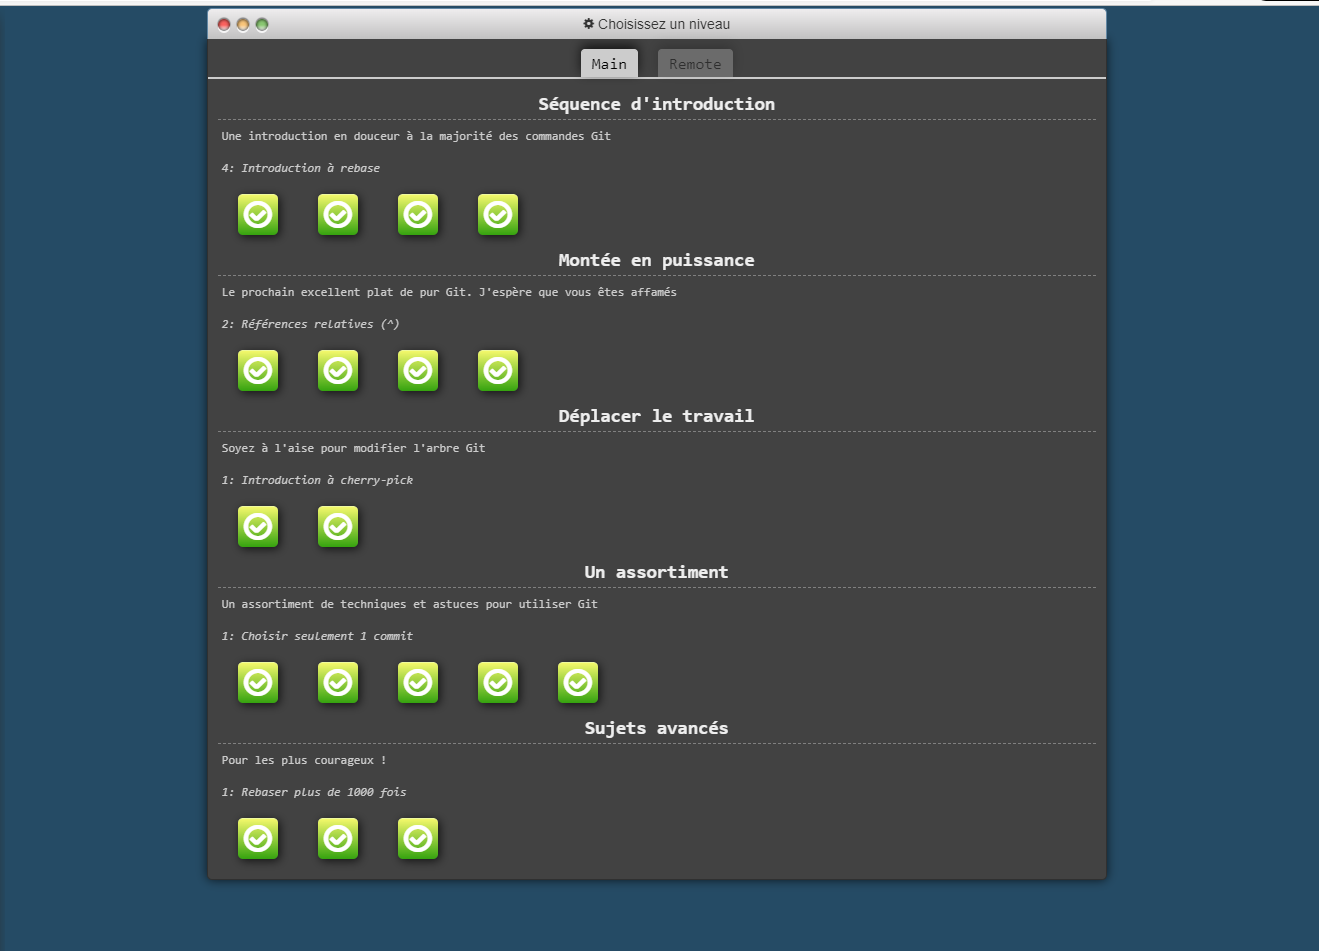 Choisissez un niveau
Main Remote
Séquence d'introduction
Une introduction en douceur à la majorité des commandes Git
4: Introduction à rebase
Montée en puissance
Le prochain excellent plat de pur Git. J'espère que vous êtes affamés
2: Références relatives (^)
Déplacer le travail
Soyez à l'aise pour modifier l'arbre Git
1: Introduction à cherry-pick
Un assortiment
Un assortiment de techniques et astuces pour utiliser Git
1: Choisir seulement 1 commit
Sujets avancés
Pour les plus courageux !
1: Rebaser plus de 1000 fois